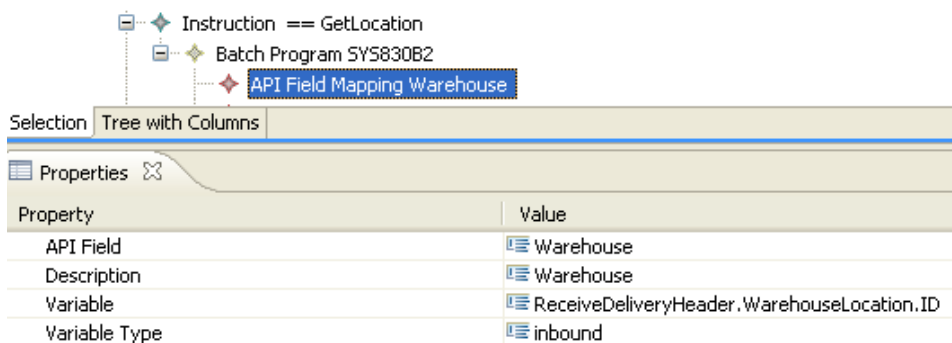 Instruction == GetLocation
Batch Program SYS830B2
API Field Mapping Warehouse
Selection Tree with Columns
Properties
Property Value
API Field Warehouse
Description Warehouse
Variable ReceiveDeliveryHeader.WarehouseLocation.ID
Variable Type inbound